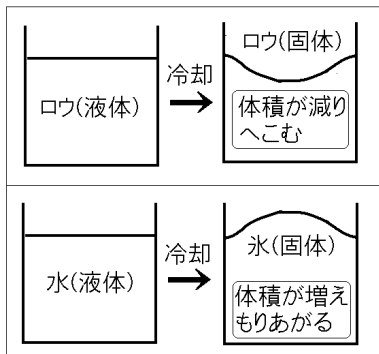 ロウ(液体)
冷却
ロウ(固体)
体積が減り
へこむ
水(液体)
冷却
氷(固体)
体積が増え
もりあがる